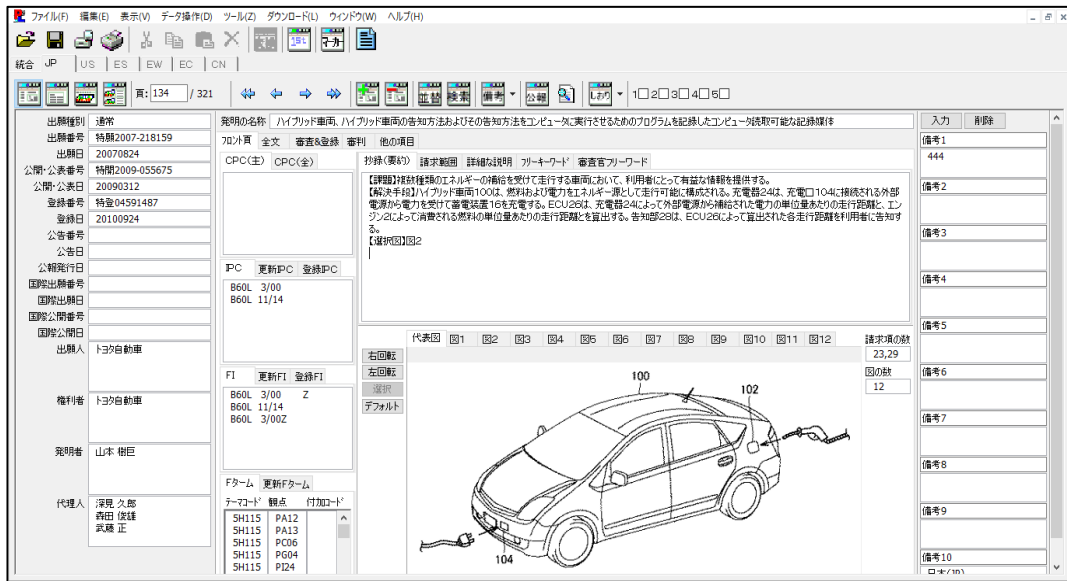 ファイル(F) 編集(E) 表示(V) データ操作(D) ツール(Z) ダウンロード(L) ウィンドウ(W) ヘルプ(H)
1st マーカー
統合 JP US ES EW EC CN
頁: 134 / 321 並替 検索 備考 公報 しおり 1 2 3 4 5
出願種別 通常
出願番号 特願2007-218159
出願日 20070824
公開・公表番号 特開2009-055675
公開・公表日 20090312
登録番号 特登04591487
登録日 20100924
公告番号
公告日
公報発行日
国際出願番号
国際出願日
国際公開番号
国際公開日
出願人 トヨタ自動車
権利者 トヨタ自動車
発明者 山本 樹巨
代理人 深見 久郎
森田 俊雄
武藤 正
発明の名称 ハイブリッド車両、ハイブリッド車両の告知方法およびその告知方法をコンピュータに実行させるためのプログラムを記録したコンピュータ読取可能な記録媒体
フロント頁 全文 審査&登録 審判 他の項目
CPC(主) CPC(全)
IPC 更新IPC 登録IPC
B60L 3/00
B60L 11/14
FI 更新FI 登録FI
B60L 3/00 Z
B60L 11/14
B60L 3/00Z
Fターム 更新Fターム
テーマコード 観点 付加コード
5H115 PA12
5H115 PA13
5H115 PC06
5H115 PG04
5H115 PI24
抄録(要約) 請求範囲 詳細な説明 フリーキーワード 審査官フリーワード
【課題】複数種類のエネルギーの補給を受けて走行する車両において、利用者にとって有益な情報を提供する。
【解決手段】ハイブリッド車両100は、燃料および電力をエネルギー源として走行可能に構成される。充電器24は、充電口104に接続される外部
電源から電力を受けて蓄電装置16を充電する。ECU26は、充電器24によって外部電源から補給された電力の単位量あたりの走行距離と、エン
ジン2によって消費される燃料の単位量あたりの走行距離とを算出する。告知部28は、ECU26によって算出された各走行距離を利用者に告知す
る。
【選択図】図2
代表図 図1 図2 図3 図4 図5 図6 図7 図8 図9 図10 図11 図12
右回転
左回転
選択
デフォルト
100
102
104
請求項の数
23,29
図の数
12
入力 削除
備考1
444
備考2
備考3
備考4
備考5
備考6
備考7
備考8
備考9
備考10
日本(JP)